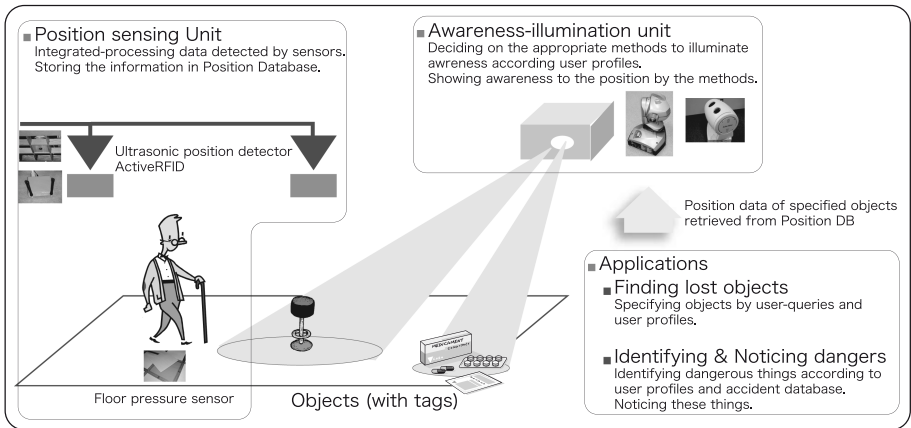 Position sensing Unit
Integrated-processing data detected by sensors.
Storing the information in Position Database.
Ultrasonic position detector
ActiveRFID
Floor pressure sensor
Objects (with tags)
MEDICAMENT
Awareness-illumination unit
Deciding on the appropriate methods to illuminate
awreness according user profiles.
Showing awareness to the position by the methods.
Position data of specified objects
retrieved from Position DB
Applications
Finding lost objects
Specifying objects by user-queries and
user profiles.
Identifying & Noticing dangers
Identifying dangerous things according to
user profiles and accident database.
Noticing these things.